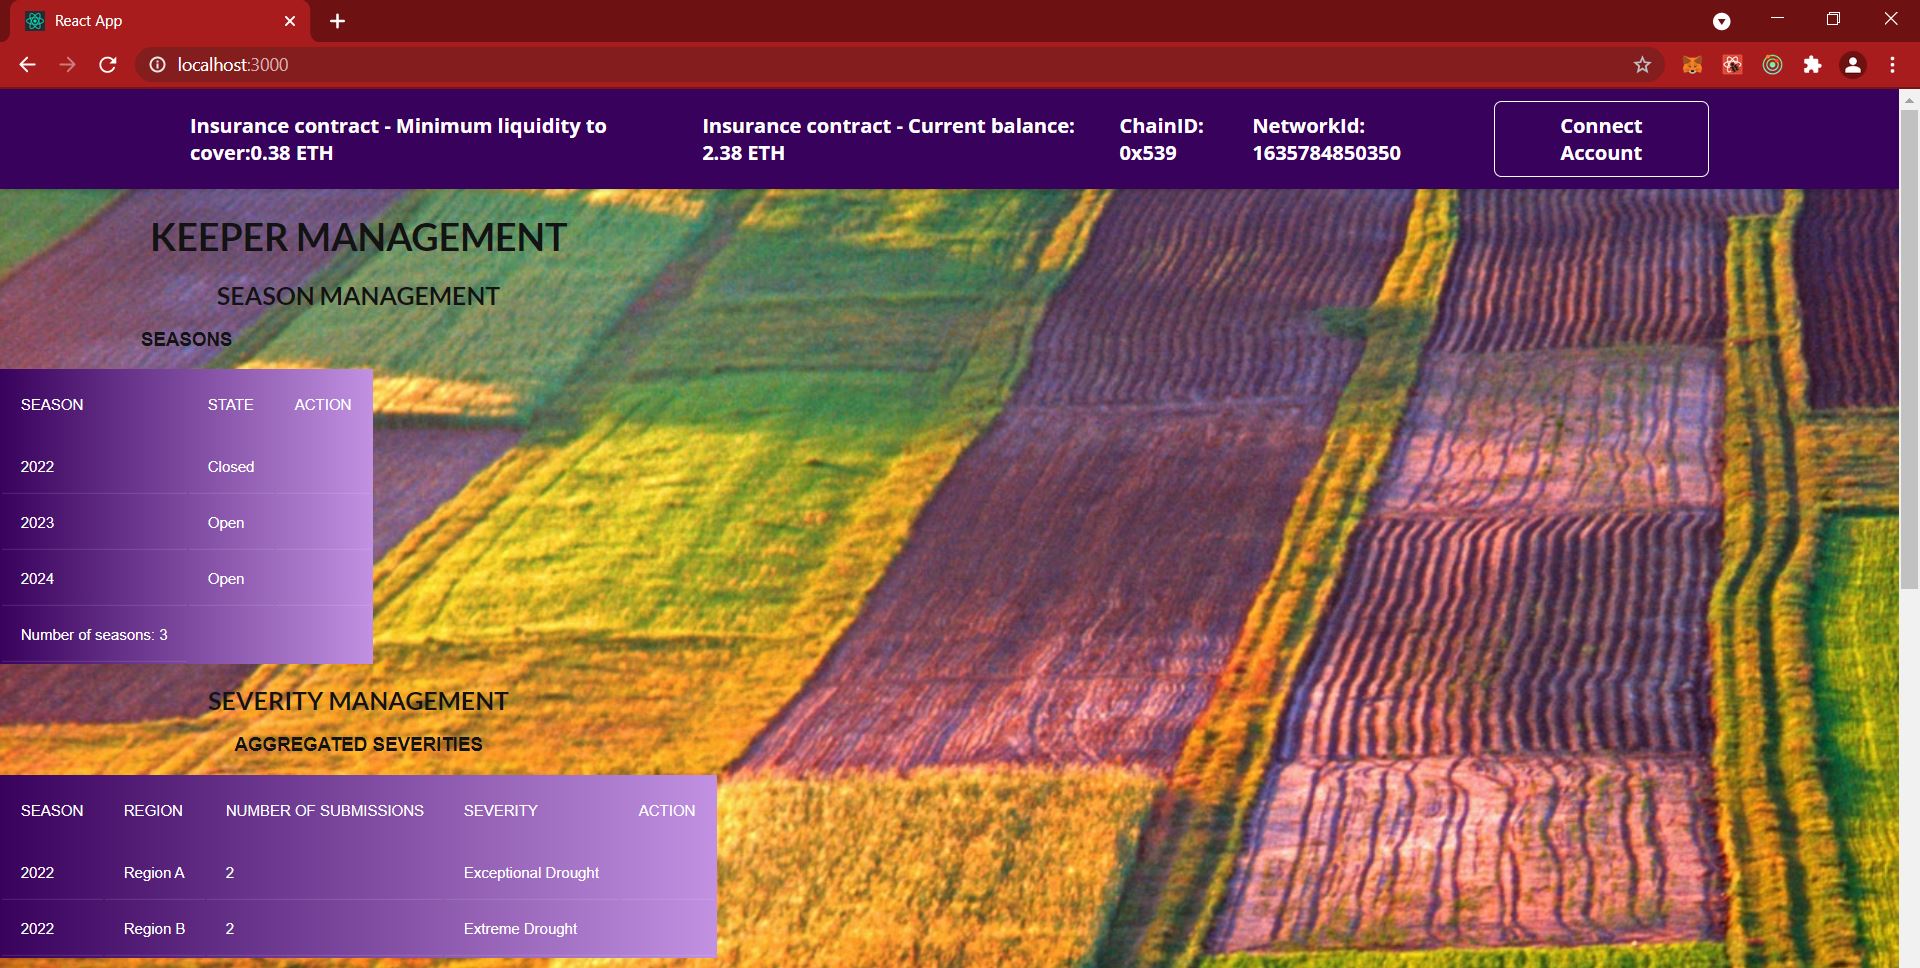 React App
localhost:3000
Insurance contract - Minimum liquidity to
cover:0.38 ETH
Insurance contract - Current balance:
2.38 ETH
ChainID:
0x539
NetworkId:
1635784850350
Connect
Account
KEEPER MANAGEMENT
SEASON MANAGEMENT
SEASONS
SEASON STATE ACTION
2022 Closed
2023 Open
2024 Open
Number of seasons: 3
SEVERITY MANAGEMENT
AGGREGATED SEVERITIES
SEASON REGION NUMBER OF SUBMISSIONS SEVERITY ACTION
2022 Region A 2 Exceptional Drought
2022 Region B 2 Extreme Drought